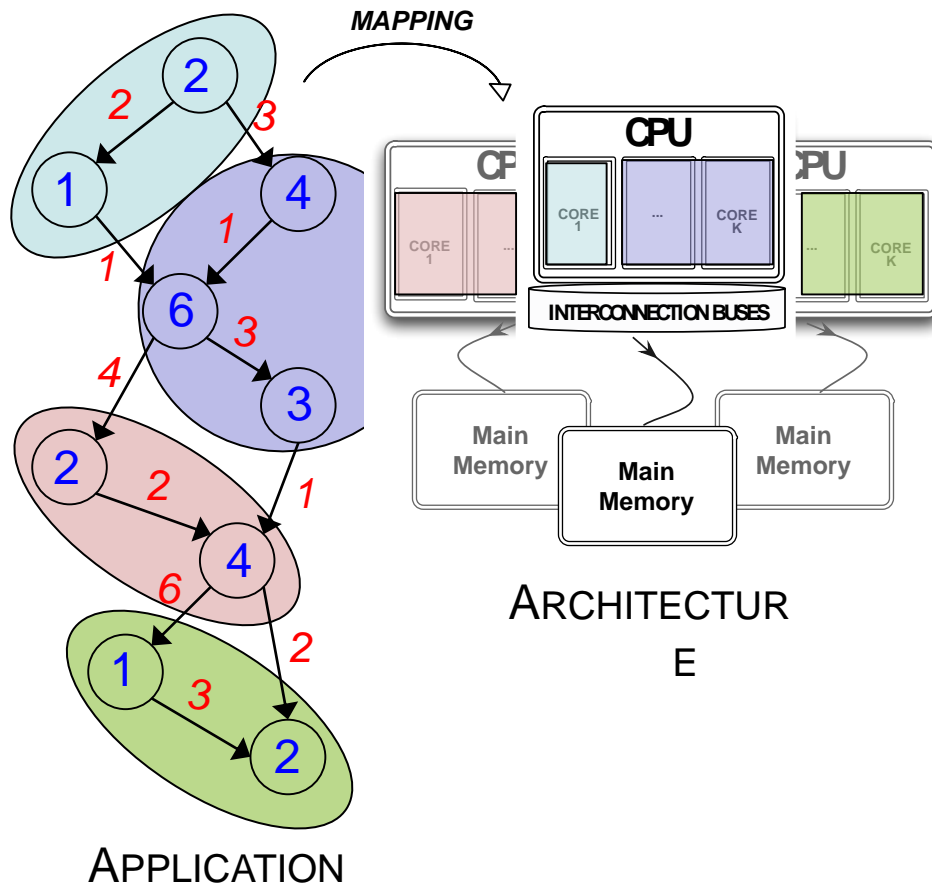 MAPPING
2
2
3
1
4
1
1
6
3
4
3
2
2
1
4
6
2
1
3
2
APPLICATION
CPU
CORE
1
...
CPU
CORE
1
...
CORE
K
CPU
...
CORE
K
INTERCONNECTION BUSES
Main
Memory
Main
Memory
Main
Memory
ARCHITECTUR
E